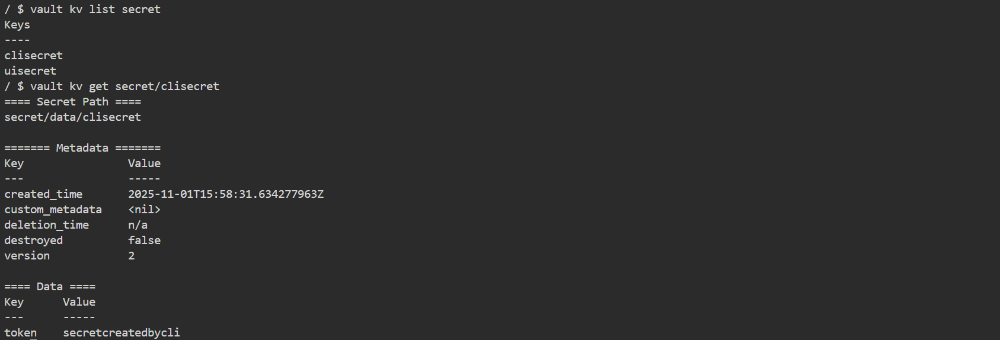 / $ vault kv list secret
Keys
----
clisecret
uisecret
/ $ vault kv get secret/clisecret
==== Secret Path ====
secret/data/clisecret
======= Metadata =======
Key                Value
---                -----
created_time       2025-11-01T15:58:31.634277963Z
custom_metadata    <nil>
deletion_time      n/a
destroyed          false
version            2
==== Data ====
Key      Value
---      -----
token    secretcreatedbycli